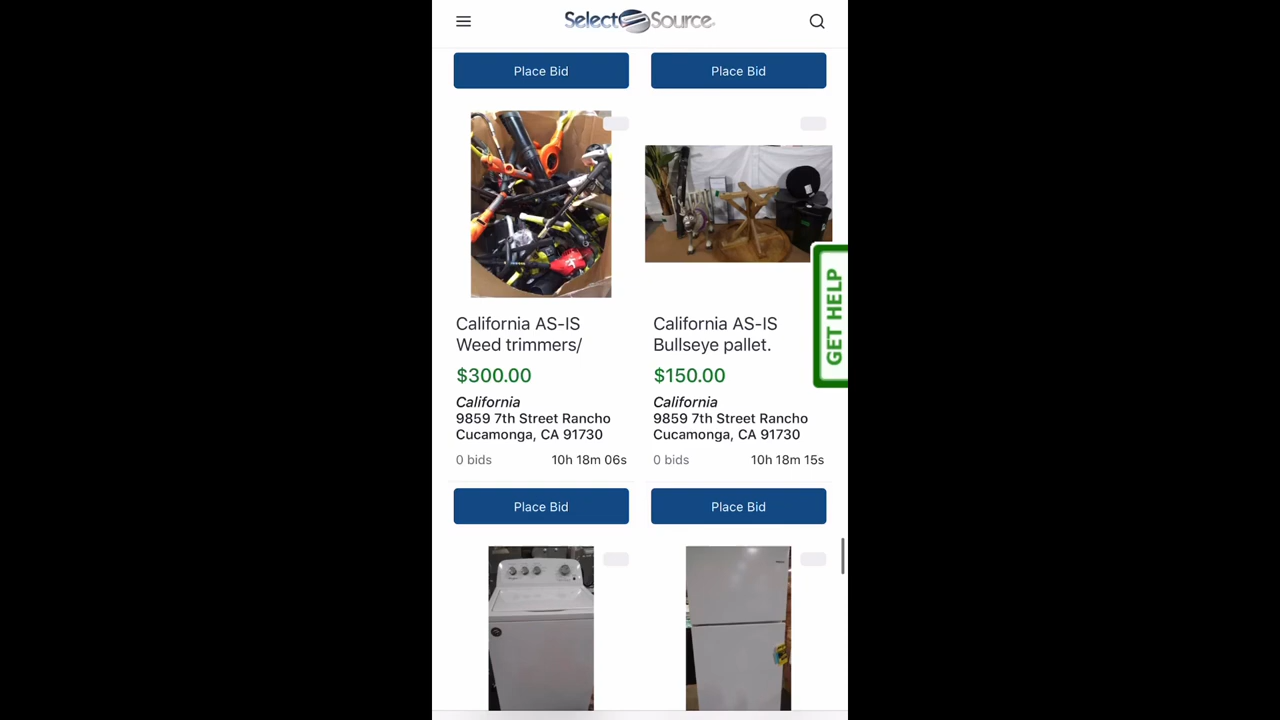 Select Source
Place Bid
Place Bid
California AS-IS
Weed trimmers/
$300.00
California
9859 7th Street Rancho
Cucamonga, CA 91730
0 bids
10h 18m 06s
Place Bid
California AS-IS
Bullseye pallet.
$150.00
California
9859 7th Street Rancho
Cucamonga, CA 91730
0 bids
10h 18m 15s
Place Bid
GET HELP